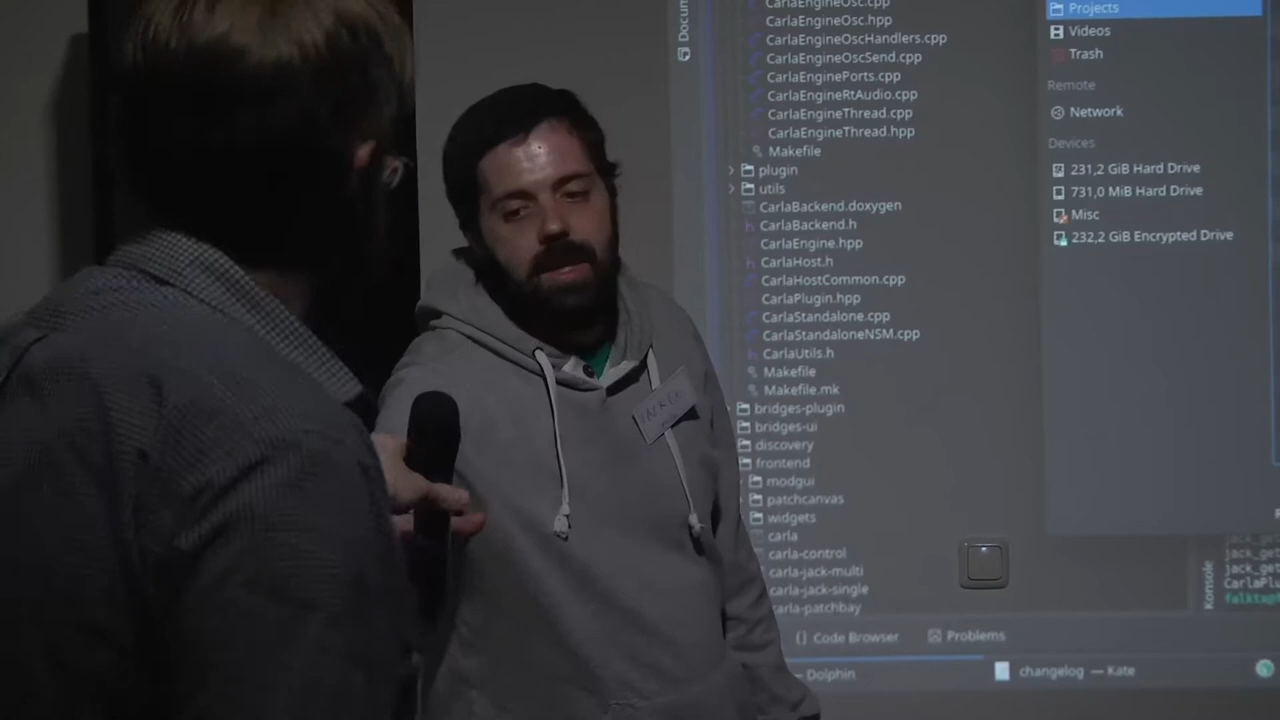 Docum
CarlaEngineOsc.cpp
CarlaEngineOsc.hpp
CarlaEngineOscHandlers.cpp
CarlaEngineOscSend.cpp
CarlaEnginePorts.cpp
CarlaEngineRtAudio.cpp
CarlaEngineThread.cpp
CarlaEngineThread.hpp
Makefile
plugin
utils
CarlaBackend.doxygen
CarlaBackend.h
CarlaEngine.hpp
CarlaHost.h
CarlaHostCommon.cpp
CarlaPlugin.hpp
CarlaStandalone.cpp
CarlaStandaloneNSM.cpp
CarlaUtils.h
Makefile
Makefile.mk
bridges-plugin
bridges-ui
discovery
frontend
modgui
patchcanvas
widgets
carla
carla-control
carla-jack-multi
carla-jack-single
carla-patchbay
{} Code Browser
Problems
— Dolphin
changelog — Kate
Projects
Videos
Trash
Remote
Network
Devices
231,2 GiB Hard Drive
731,0 MiB Hard Drive
Misc
232,2 GiB Encrypted Drive
Konsole
jack_get
jack_get
CarlaPlu